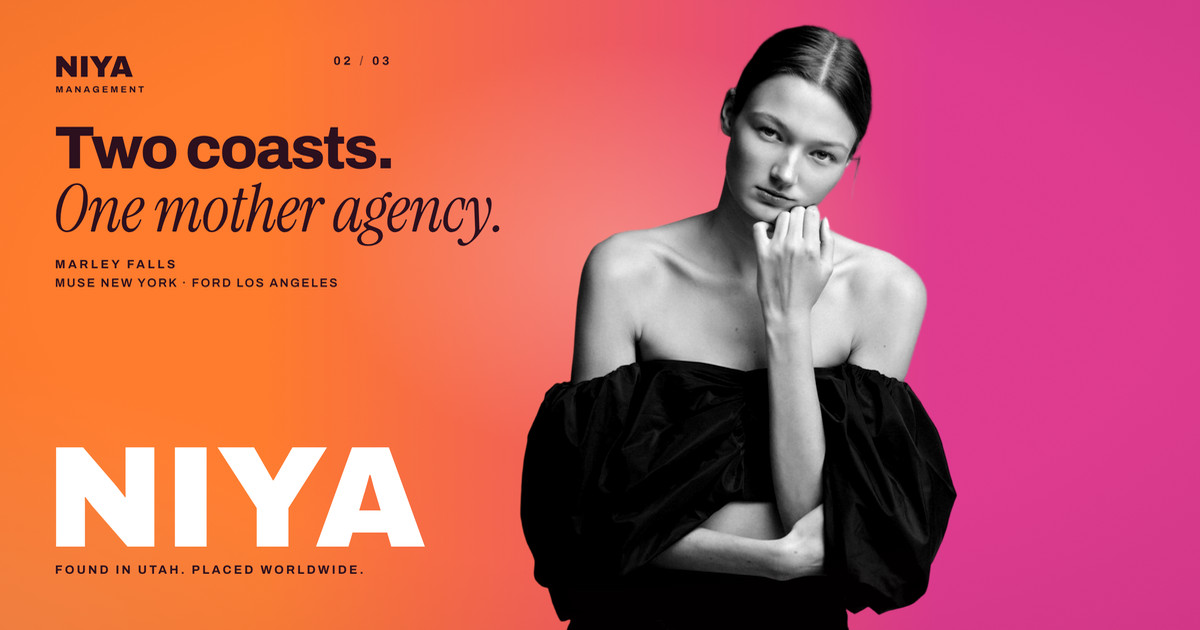 NIYA
MANAGEMENT
02 / 03
Two coasts.
One mother agency.
MARLEY FALLS
MUSE NEW YORK · FORD LOS ANGELES
NIYA
FOUND IN UTAH. PLACED WORLDWIDE.